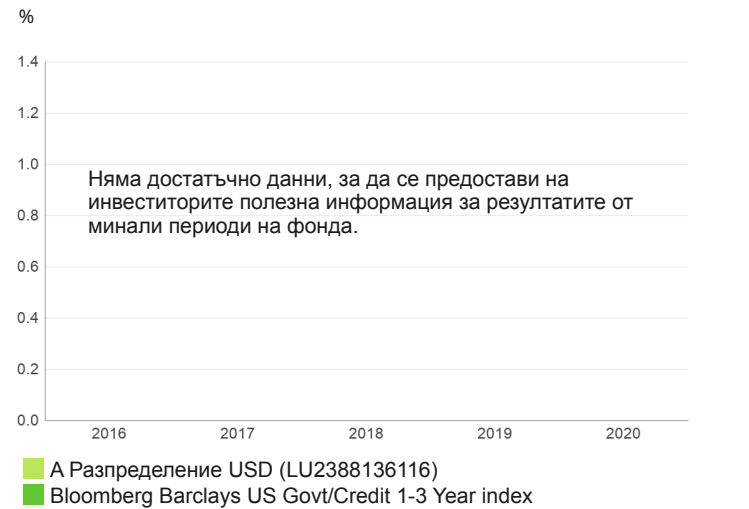 %
1.4
1.2
1.0
Няма достатъчно данни, за да се предостави на
инвеститорите полезна информация за резултатите от
0.8
минали периоди на фонда.
0.6
0.4
0.2
0.0
2016 2017 2018 2019 2020
А Разпределение USD (LU2388136116)
Bloomberg Barclays US Govt/Credit 1-3 Year index